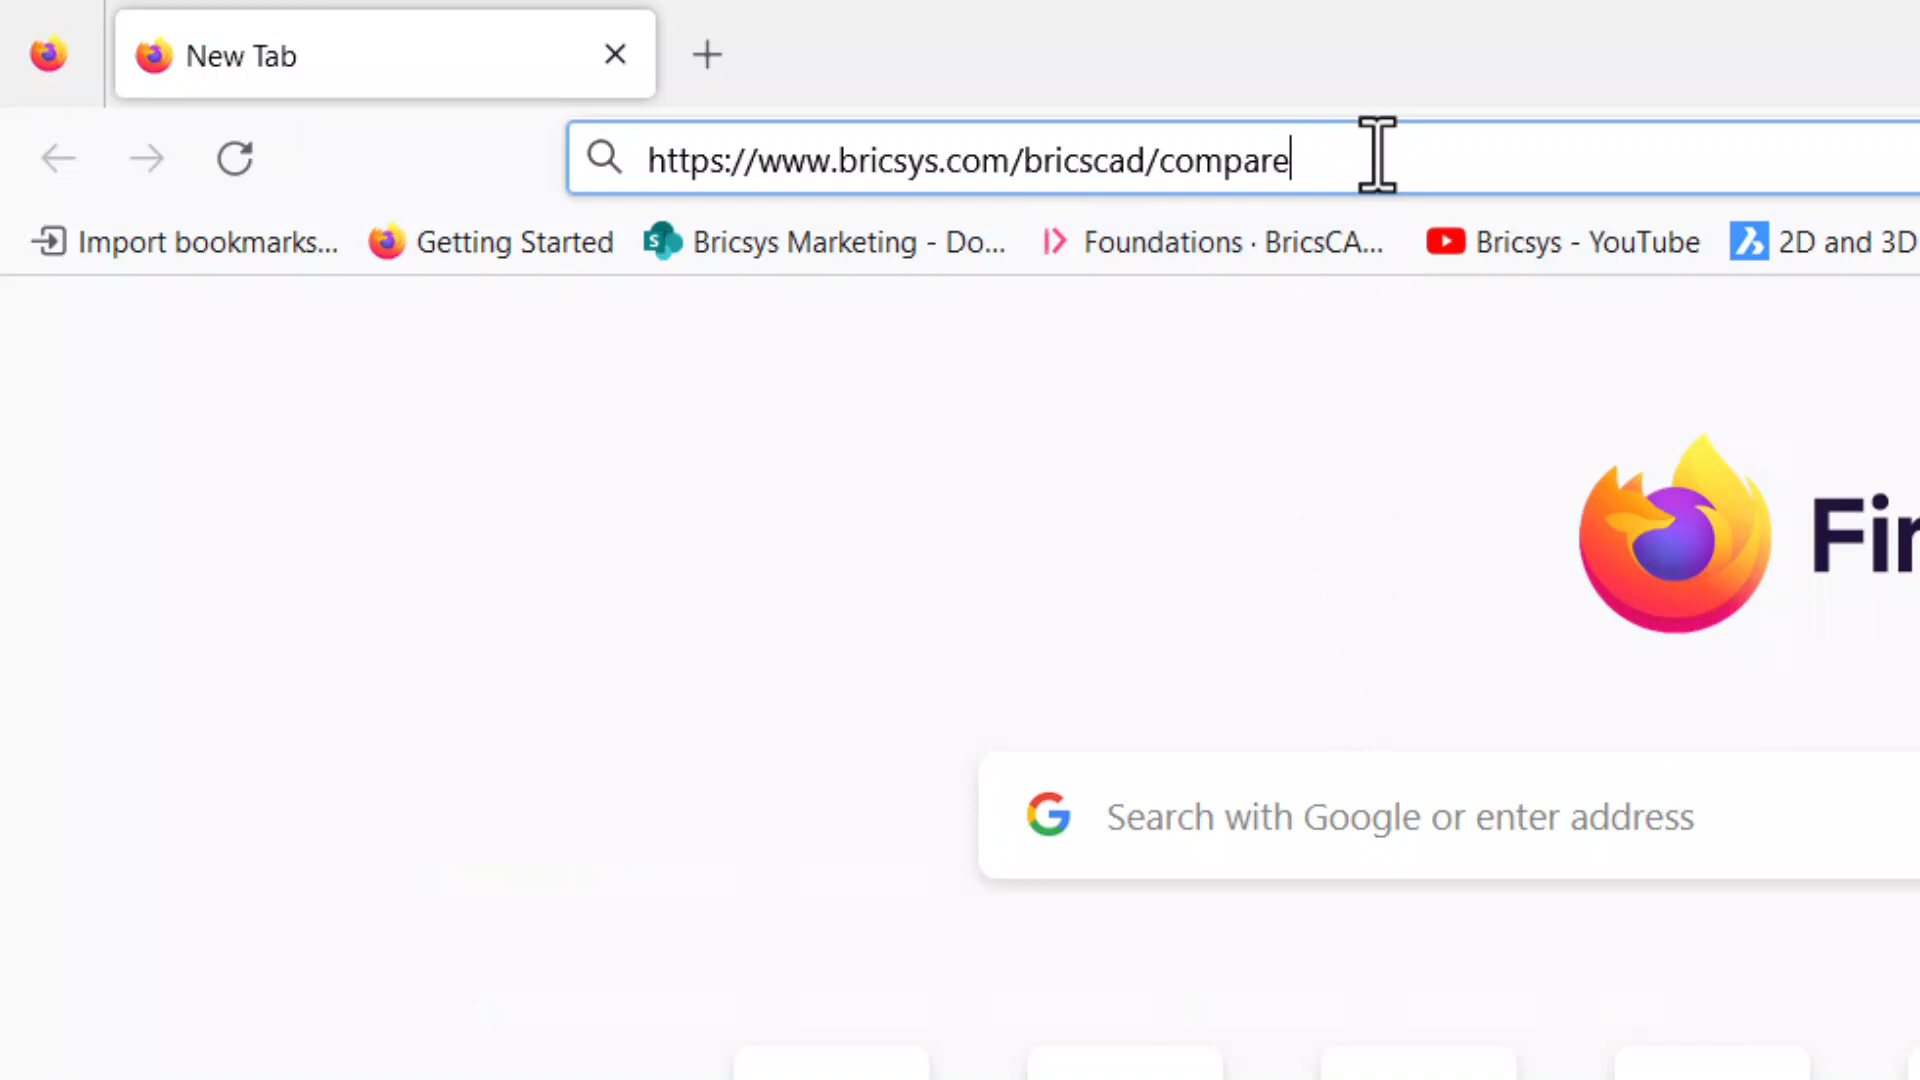 New Tab
https://www.bricsys.com/bricscad/compare
Import bookmarks... Getting Started Bricsys Marketing - Do... Foundations · BricsCA... Bricsys - YouTube 2D and 3D
Fir
Search with Google or enter address